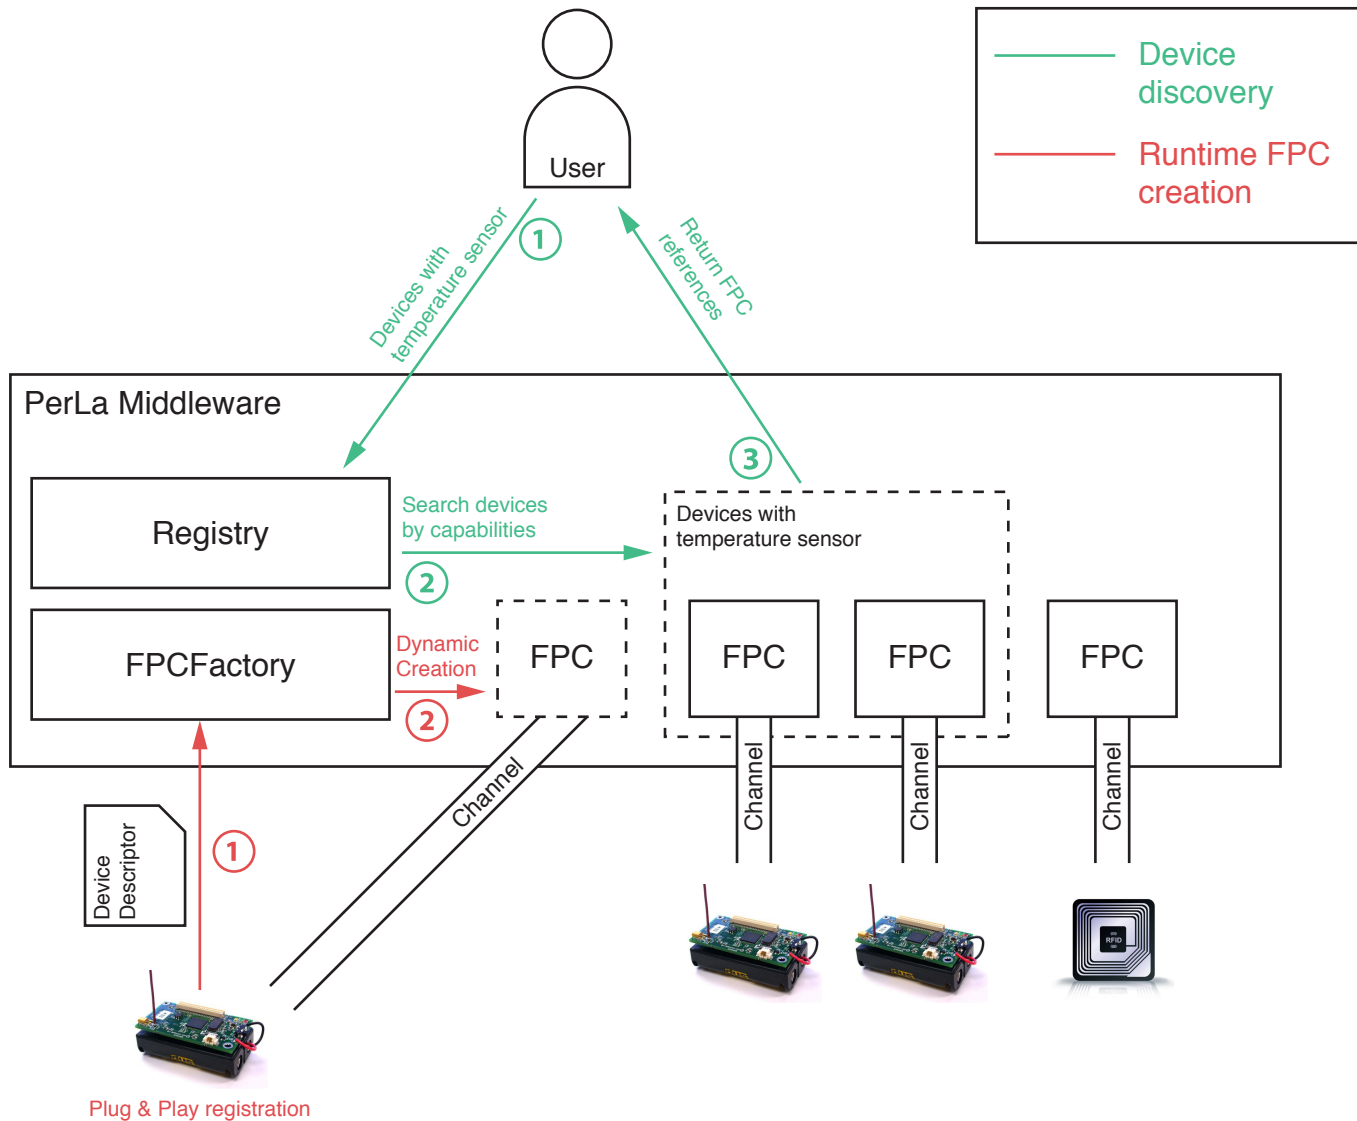 Device
discovery
Runtime FPC
creation
User
1
Devices with
temperature sensor
Return FPC
references
PerLa Middleware
3
Registry
Search devices
by capabilities
2
Devices with
temperature sensor
FPCFactory
Dynamic
Creation
2
FPC
FPC
FPC
FPC
Channel
Channel
Channel
Channel
Device
Descriptor
1
RFID
Plug & Play registration